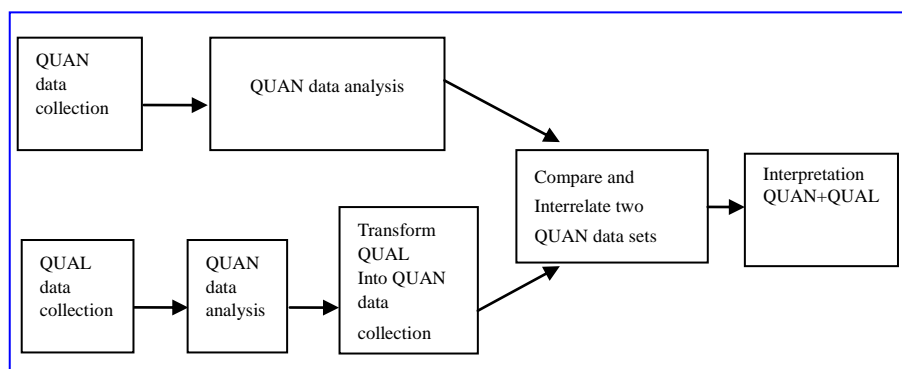 QUAN
data
collection
QUAN data analysis
Compare and
Interrelate two
QUAN data sets
Interpretation
QUAN+QUAL
QUAL
data
collection
QUAN
data
analysis
Transform
QUAL
Into QUAN
data
collection